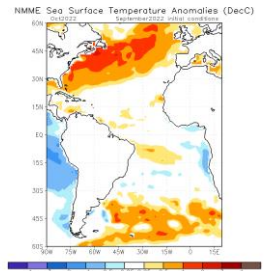 NMME Sea Surface Temperature Anomalies (DecC)
Oct2022 September2022 initial conditions
60N
45N
30N
15N
EQ
15S
30S
45S
60S
90W 75W 60W 45W 30W 15W 0 15E